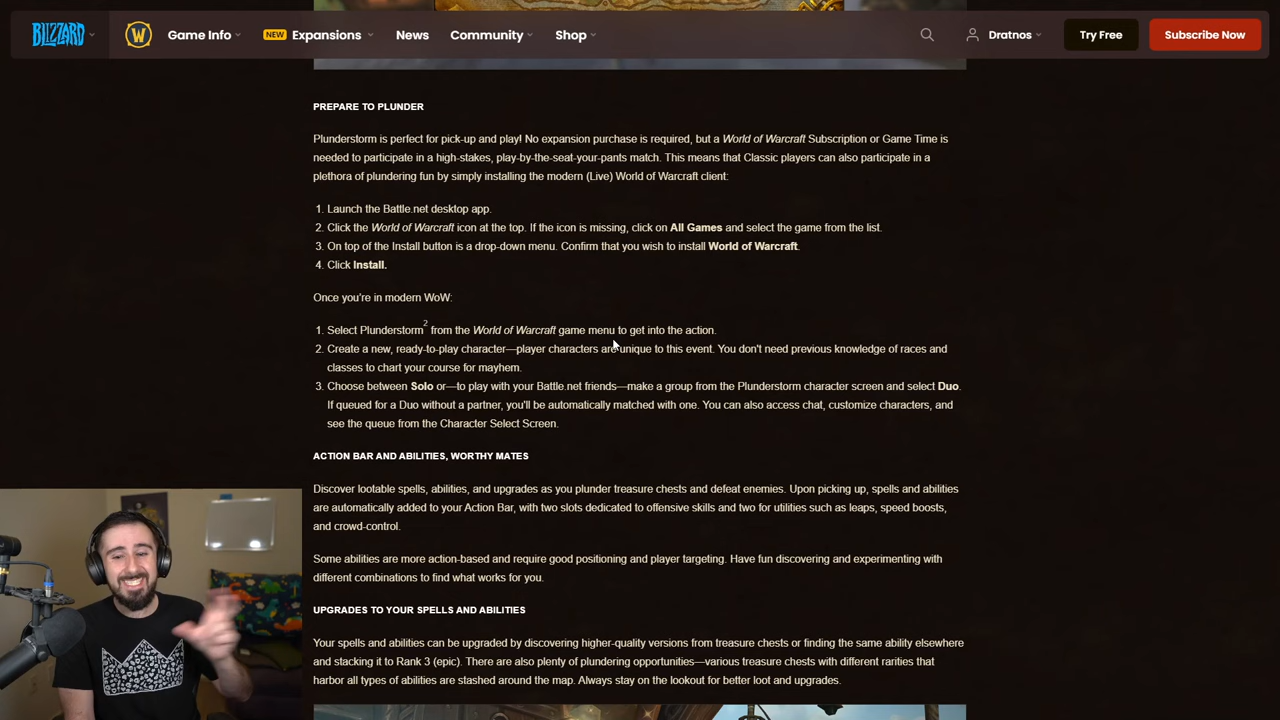 BLIZZARD
W
Game Info
NEW Expansions
News
Community
Shop
Dratnos
Try Free
Subscribe Now
PREPARE TO PLUNDER
Plunderstorm is perfect for pick-up and play! No expansion purchase is required, but a World of Warcraft Subscription or Game Time is
needed to participate in a high-stakes, play-by-the-seat-your-pants match. This means that Classic players can also participate in a
plethora of plundering fun by simply installing the modern (Live) World of Warcraft client:
1. Launch the Battle.net desktop app.
2. Click the World of Warcraft icon at the top. If the icon is missing, click on All Games and select the game from the list.
3. On top of the Install button is a drop-down menu. Confirm that you wish to install World of Warcraft.
4. Click Install.
Once you're in modern WoW:
1. Select Plunderstorm2 from the World of Warcraft game menu to get into the action.
2. Create a new, ready-to-play character—player characters are unique to this event. You don't need previous knowledge of races and
classes to chart your course for mayhem.
3. Choose between Solo or—to play with your Battle.net friends—make a group from the Plunderstorm character screen and select Duo.
If queued for a Duo without a partner, you'll be automatically matched with one. You can also access chat, customize characters, and
see the queue from the Character Select Screen.
ACTION BAR AND ABILITIES, WORTHY MATES
Discover lootable spells, abilities, and upgrades as you plunder treasure chests and defeat enemies. Upon picking up, spells and abilities
are automatically added to your Action Bar, with two slots dedicated to offensive skills and two for utilities such as leaps, speed boosts,
and crowd-control.
Some abilities are more action-based and require good positioning and player targeting. Have fun discovering and experimenting with
different combinations to find what works for you.
UPGRADES TO YOUR SPELLS AND ABILITIES
Your spells and abilities can be upgraded by discovering higher-quality versions from treasure chests or finding the same ability elsewhere
and stacking it to Rank 3 (epic). There are also plenty of plundering opportunities—various treasure chests with different rarities that
harbor all types of abilities are stashed around the map. Always stay on the lookout for better loot and upgrades.